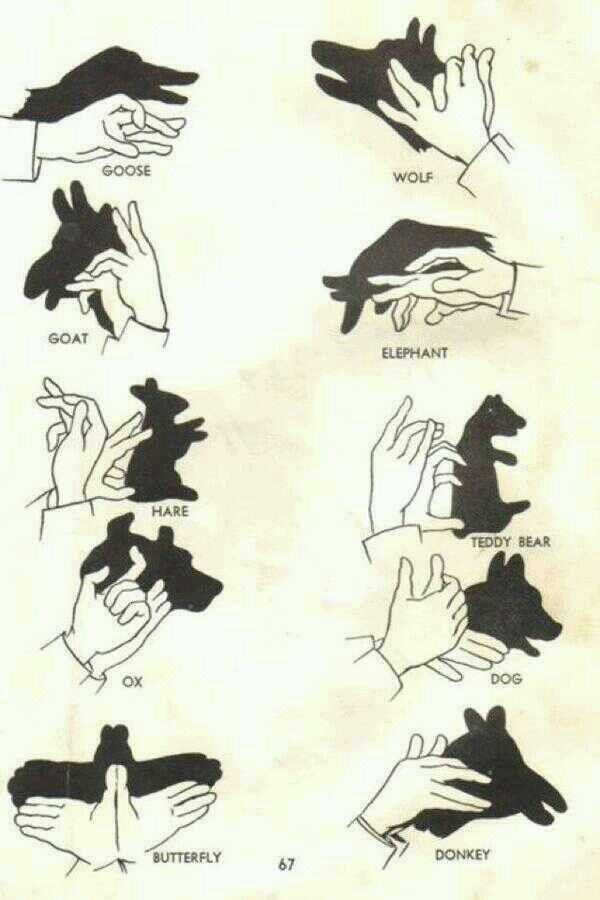 GOOSE
WOLF
GOAT
ELEPHANT
HARE
TEDDY BEAR
OX
DOG
BUTTERFLY
DONKEY
67